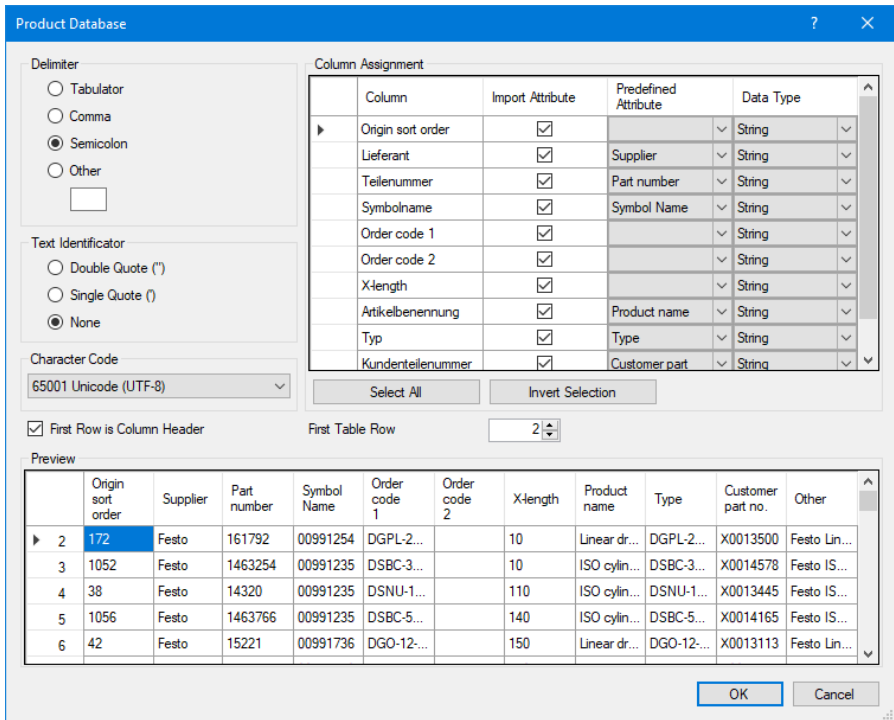 Product Database
?
Delimiter
Tabulator
Comma
Semicolon
Other
Text Identificator
Double Quote (")
Single Quote (')
None
Character Code
65001 Unicode (UTF-8)
Column Assignment
Column Import Attribute Predefined Attribute Data Type
Origin sort order String
Lieferant Supplier String
Teilenummer Part number String
Symbolname Symbol Name String
Order code 1 String
Order code 2 String
X-length String
Artikelbenennung Product name String
Typ Type String
Kundenteilenummer Customer part String
Select All Invert Selection
First Row is Column Header First Table Row 2
Preview
Origin sort order Supplier Part number Symbol Name Order code 1 Order code 2 X-length Product name Type Customer part no. Other
2 172 Festo 161792 00991254 DGPL-2... 10 Linear dr... DGPL-2... X0013500 Festo Lin...
3 1052 Festo 1463254 00991235 DSBC-3... 10 ISO cylin... DSBC-3... X0014578 Festo IS...
4 38 Festo 14320 00991235 DSNU-1... 110 ISO cylin... DSNU-1... X0013445 Festo IS...
5 1056 Festo 1463766 00991235 DSBC-5... 140 ISO cylin... DSBC-5... X0014165 Festo IS...
6 42 Festo 15221 00991736 DGO-12-... 150 Linear dr... DGO-12-... X0013113 Festo Lin...
OK Cancel